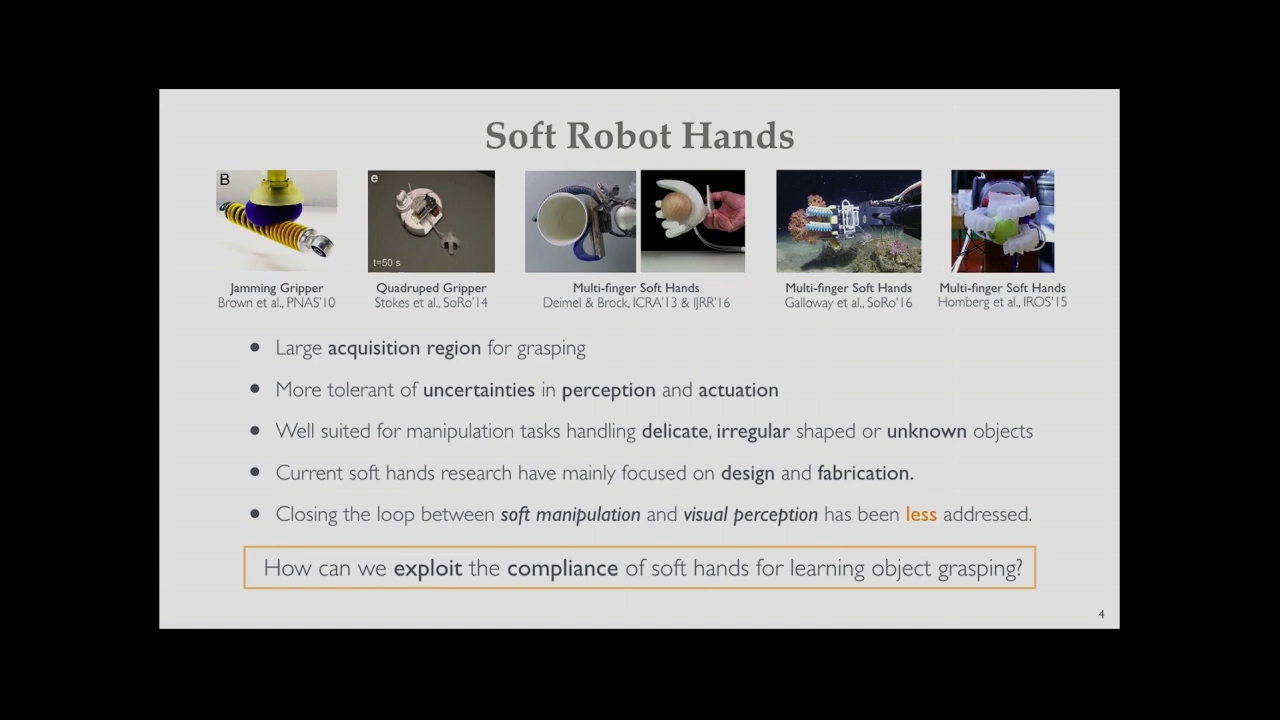 Soft Robot Hands
B
e
t=50 s
Jamming Gripper
Brown et al., PNAS'10
Quadruped Gripper
Stokes et al., SoRo'14
Multi-finger Soft Hands
Deimel & Brock, ICRA'13 & IJRR'16
Multi-finger Soft Hands
Galloway et al., SoRo'16
Multi-finger Soft Hands
Homberg et al., IROS'15
• Large acquisition region for grasping
• More tolerant of uncertainties in perception and actuation
• Well suited for manipulation tasks handling delicate, irregular shaped or unknown objects
• Current soft hands research have mainly focused on design and fabrication.
• Closing the loop between soft manipulation and visual perception has been less addressed.
How can we exploit the compliance of soft hands for learning object grasping?
4